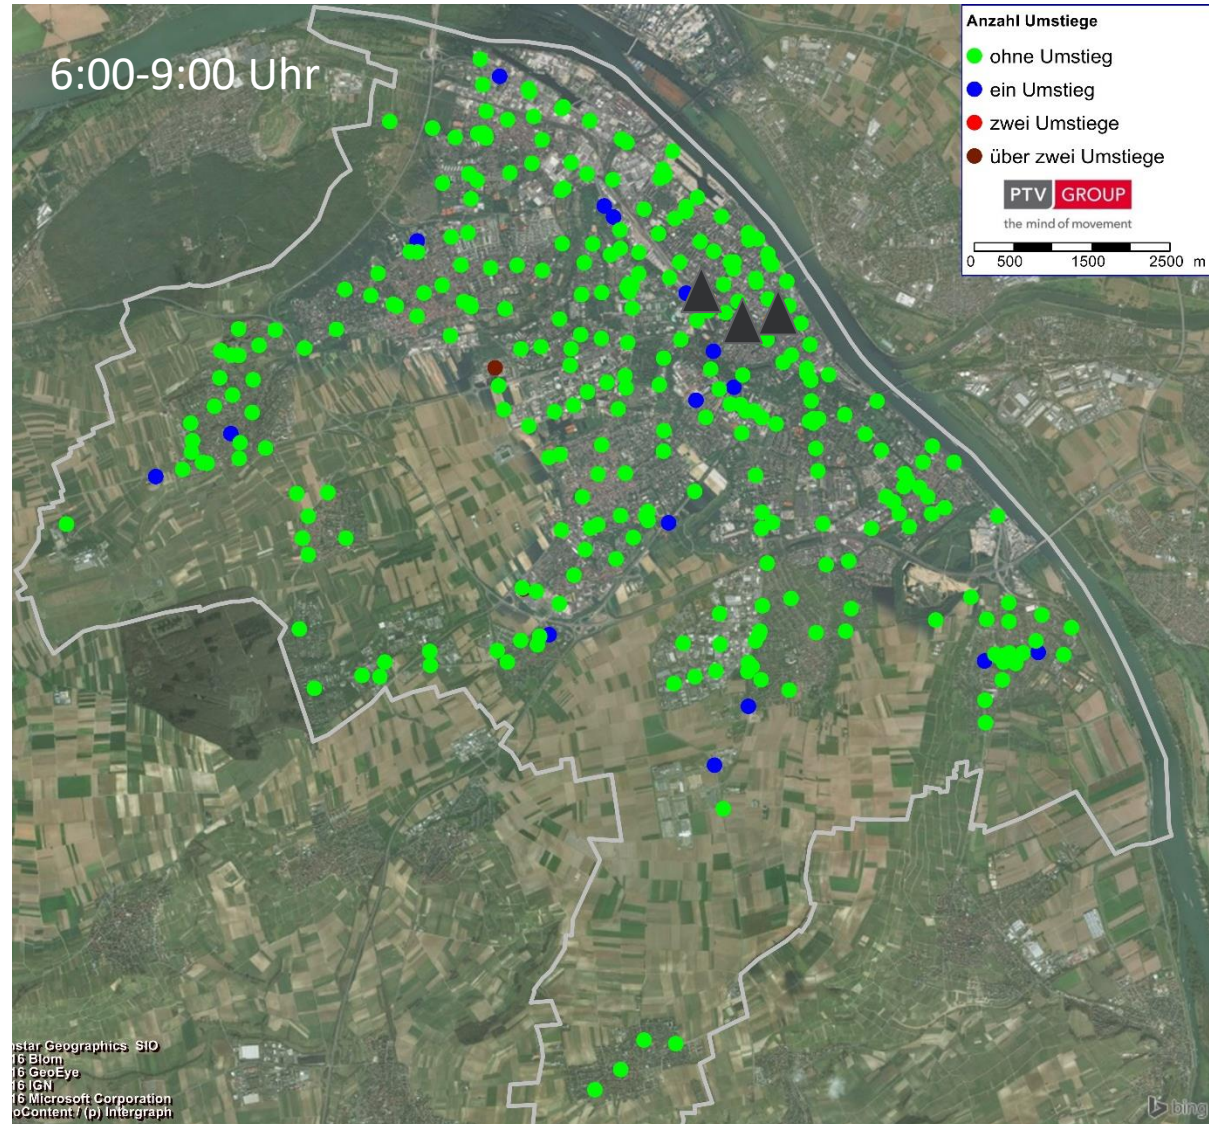 6:00-9:00 Uhr
Anzahl Umstiege
ohne Umstieg
ein Umstieg
zwei Umstiege
über zwei Umstiege
PTV GROUP
the mind of movement
0 500 1500 2500 m
nstar Geographics SIO
16 Blom
16 GeoEye
16 IGN
16 Microsoft Corporation
oContent / (p) Intergraph
bing